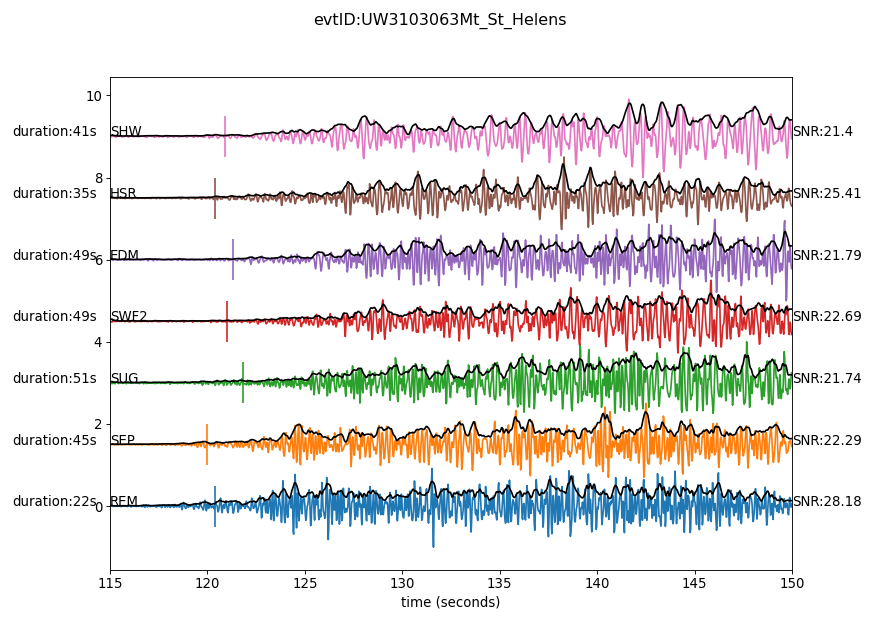 evtID:UW3103063Mt_St_Helens
10
duration:41s SHW SNR:21.4
8
duration:35s HSR SNR:25.41
duration:49s EDM SNR:21.79
6
duration:49s SWF2 SNR:22.69
4
duration:51s SUG SNR:21.74
2
duration:45s SEP SNR:22.29
duration:22s REM SNR:28.18
0
115 120 125 130 135 140 145 150
time (seconds)